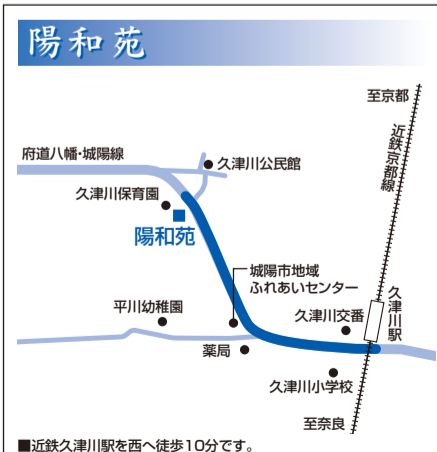 陽和苑
至京都
近鉄京都線
府道八幡・城陽線
久津川公民館
久津川保育園
陽和苑
城陽市地域
ふれあいセンター
久津川駅
平川幼稚園
久津川交番
薬局
久津川小学校
至奈良
■近鉄久津川駅を西へ徒歩10分です。